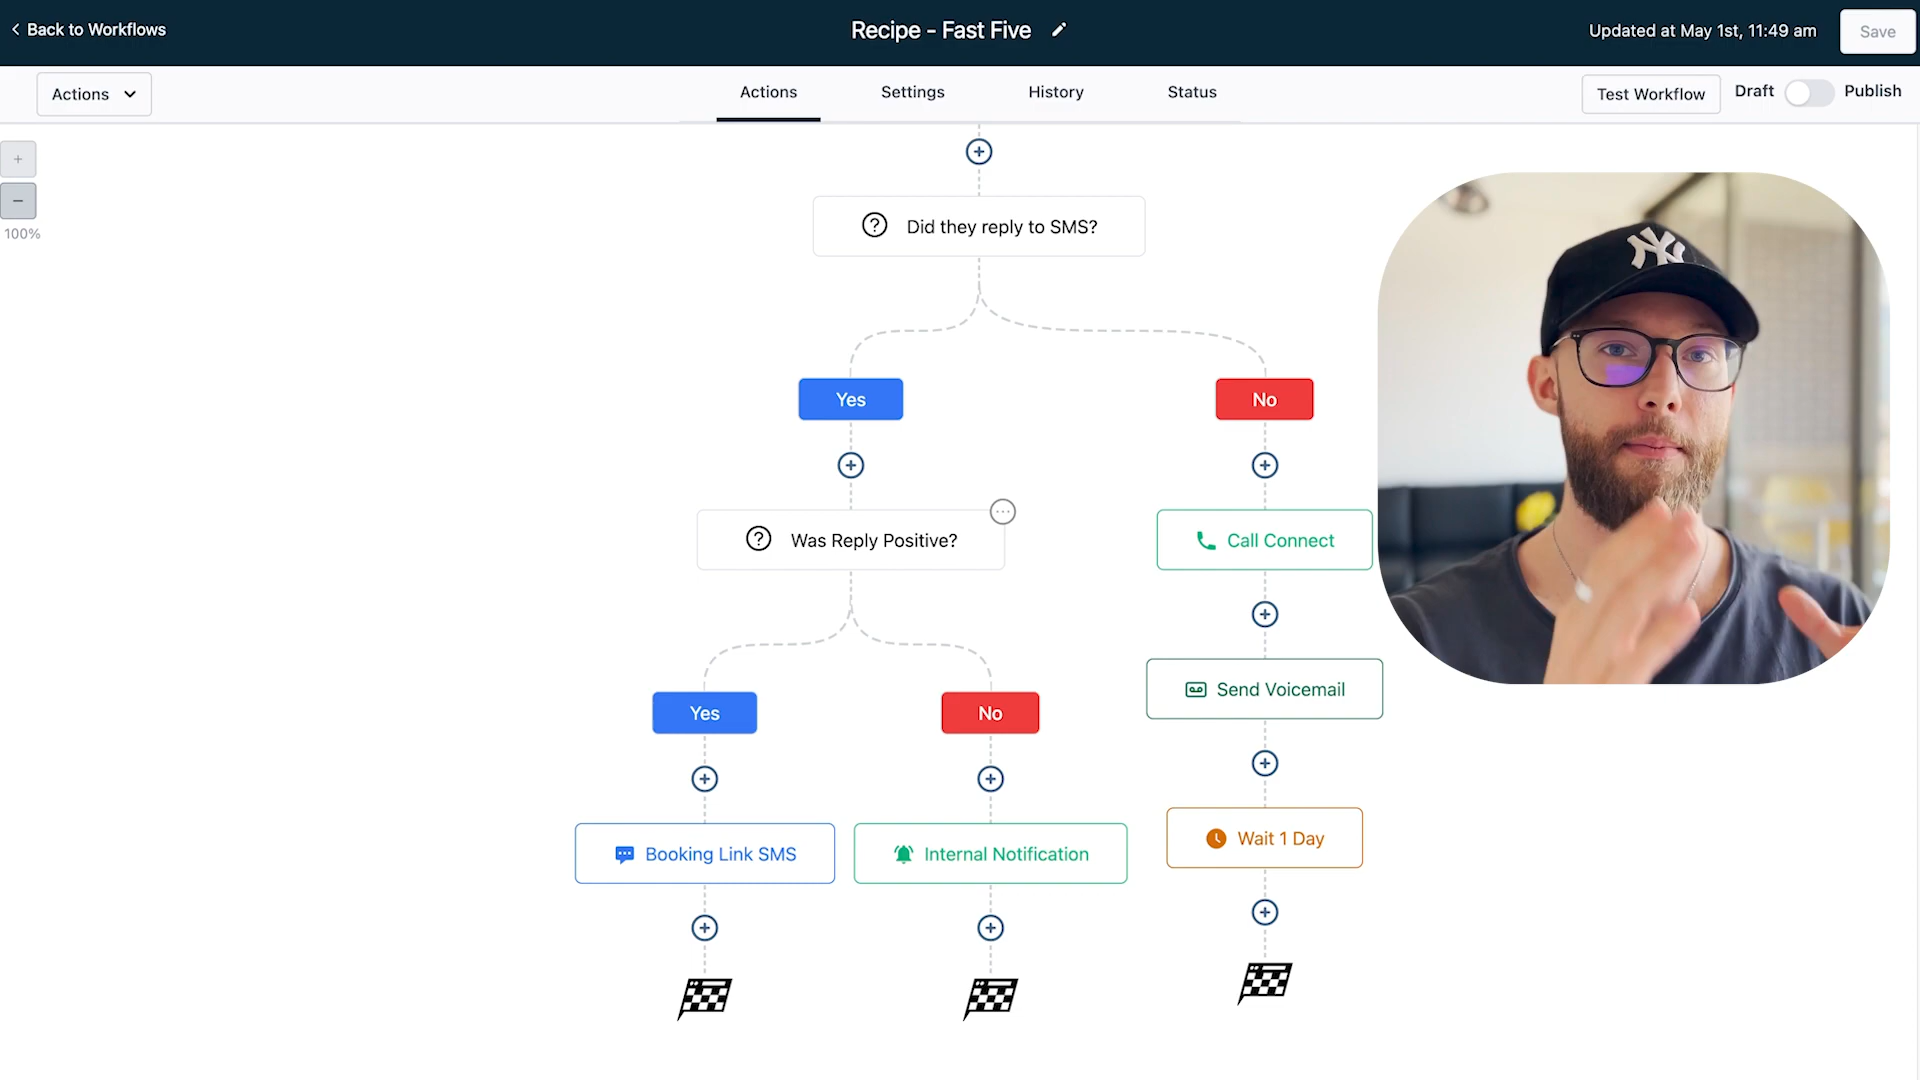 Back to Workflows
Recipe - Fast Five
Updated at May 1st, 11:49 am
Save
Actions
Actions
Settings
History
Status
Test Workflow
Draft
Publish
100%
Did they reply to SMS?
Yes
No
Was Reply Positive?
Call Connect
Send Voicemail
Yes
No
Wait 1 Day
Booking Link SMS
Internal Notification
NY